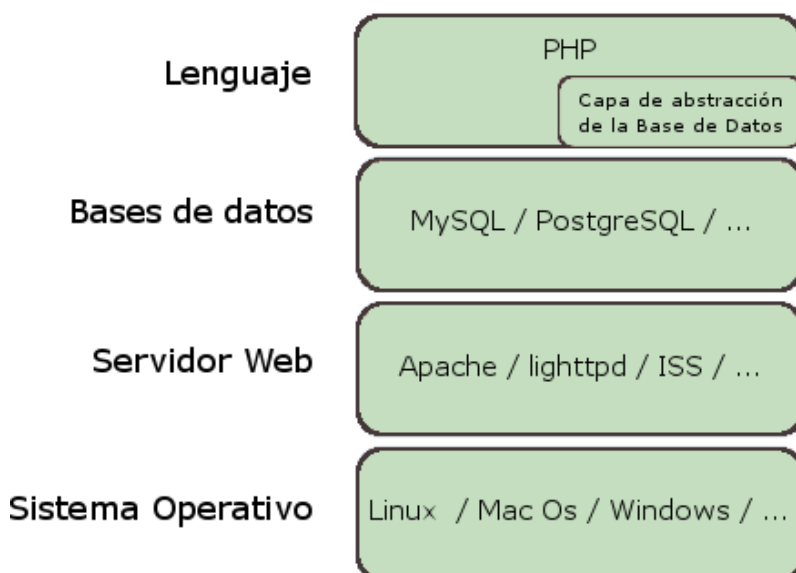 Lenguaje
PHP
Capa de abstracción
de la Base de Datos
Bases de datos
MySQL / PostgreSQL / ...
Servidor Web
Apache / lighttpd / ISS / ...
Sistema Operativo
Linux / Mac Os / Windows / ...